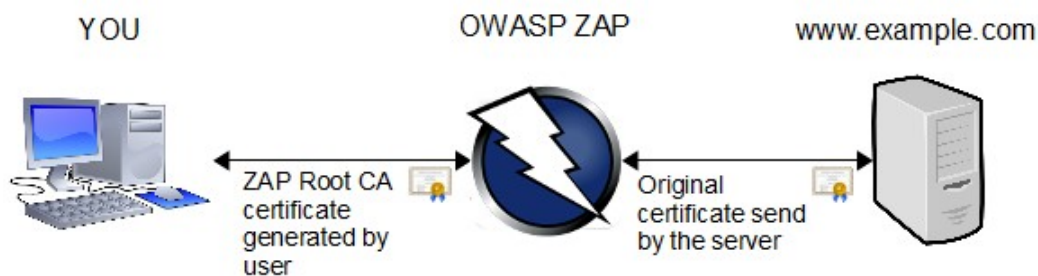 YOU
OWASP ZAP
www.example.com
ZAP Root CA
certificate
generated by
user
Original
certificate send
by the server